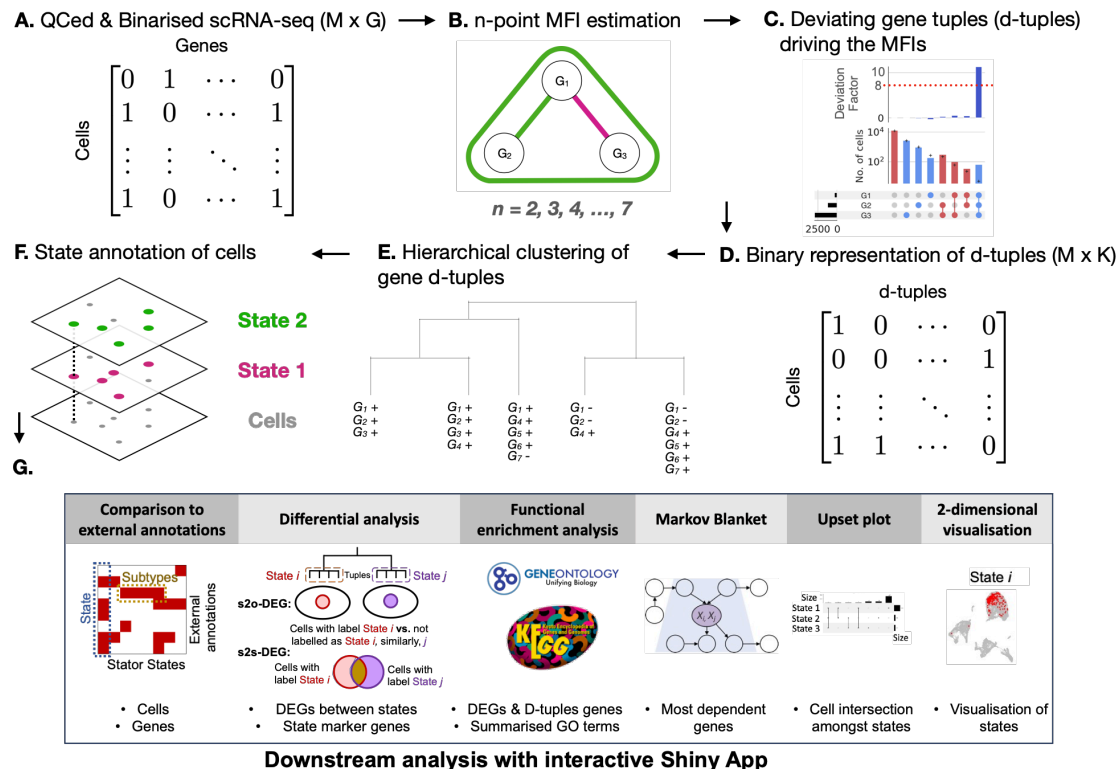 A. QCed & Binarised scRNA-seq (M x G)
Genes
Cells
0 1 ··· 0
1 0 ··· 1
⋮ ⋮ ⋱ ⋮
1 0 ··· 1
B. n-point MFI estimation
G1
G2
G3
n = 2, 3, 4, ..., 7
C. Deviating gene tuples (d-tuples)
driving the MFIs
Deviation
Factor
10
8
0
No. of cells
10^4
10^2
G1
G2
G3
2500 0
F. State annotation of cells
State 2
State 1
Cells
E. Hierarchical clustering of
gene d-tuples
G1 +
G2 +
G3 +
G1 +
G2 +
G3 +
G4 +
G1 +
G4 +
G5 +
G6 +
G7 -
G1 -
G2 -
G4 +
G1 -
G2 -
G4 +
G5 +
G6 +
G7 +
D. Binary representation of d-tuples (M x K)
d-tuples
Cells
1 0 ··· 0
0 0 ··· 1
⋮ ⋮ ⋱ ⋮
1 1 ··· 0
G.
Comparison to
external annotations
State
Subtypes
External
annotations
Stator States
• Cells
• Genes
Differential analysis
State i
Tuples
State j
s2o-DEG:
Cells with label State i vs. not
labelled as State i, similarly, j
s2s-DEG:
Cells with
label State i
Cells with
label State j
• DEGs between states
• State marker genes
Functional
enrichment analysis
GENEONTOLOGY
Unifying Biology
KEGG
• DEGs & D-tuples genes
• Summarised GO terms
Markov Blanket
Xi Xj
• Most dependent
genes
Upset plot
Size
State 1
State 2
State 3
Size
• Cell intersection
amongst states
2-dimensional
visualisation
State i
• Visualisation of
states
Downstream analysis with interactive Shiny App